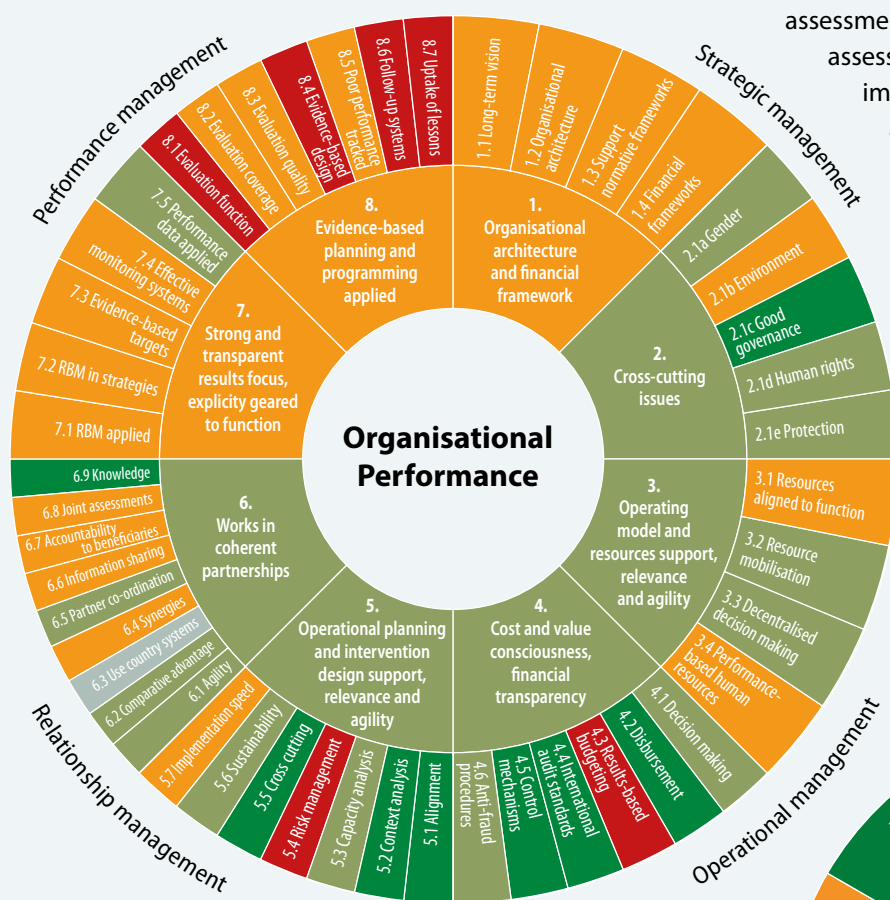 assessme
assess
im
Organisational
Performance
Strategic management
1.
Organisational
architecture
and financial
framework
1.1 Long-term vision
1.2 Organisational
architecture
1.3 Support
normative frameworks
1.4 Financial
frameworks
2.
Cross-cutting
issues
2.1a Gender
2.1b Environment
2.1c Good
governance
2.1d Human rights
2.1e Protection
Operational management
3.
Operating
model and
resources support,
relevance
and agility
3.1 Resources
aligned to function
3.2 Resource
mobilisation
3.3 Decentralised
decision making
3.4 Performance-
based human
resources
4.
Cost and value
consciousness,
financial
transparency
4.1 Decision making
4.2 Disbursement
4.3 Results-based
budgeting
4.4 International
audit standards
4.5 Control
mechanisms
4.6 Anti-fraud
procedures
Relationship management
5.
Operational planning
and intervention
design support,
relevance and
agility
5.1 Alignment
5.2 Context analysis
5.3 Capacity analysis
5.4 Risk management
5.5 Cross cutting
5.6 Sustainability
5.7 Implementation speed
6.
Works in
coherent
partnerships
6.1 Agility
6.2 Comparative advantage
6.3 Use country systems
6.4 Synergies
6.5 Partner co-ordination
6.6 Information sharing
6.7 Accountability
to beneficiaries
6.8 Joint assessments
6.9 Knowledge
Performance management
7.
Strong and
transparent
results focus,
explicity geared
to function
7.1 RBM applied
7.2 RBM in strategies
7.3 Evidence-based
targets
7.4 Effective
monitoring systems
7.5 Performance
data applied
8.
Evidence-based
planning and
programming
applied
8.1 Evaluation function
8.2 Evaluation coverage
8.3 Evaluation quality
8.4 Evidence-based
design
8.5 Poor performance
tracked
8.6 Follow-up systems
8.7 Uptake of lessons